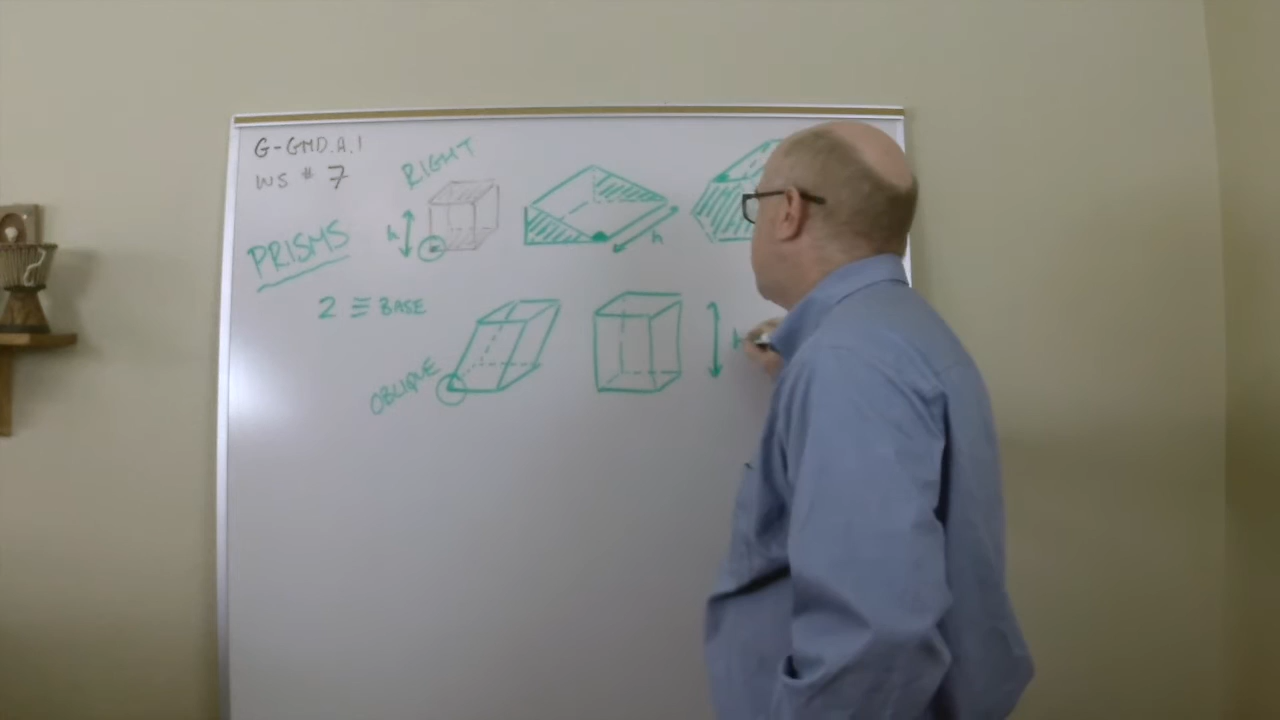 G-GMD.A.1
WS # 7
RIGHT
PRISMS
h
h
2 ≡ BASE
OBLIQUE
h